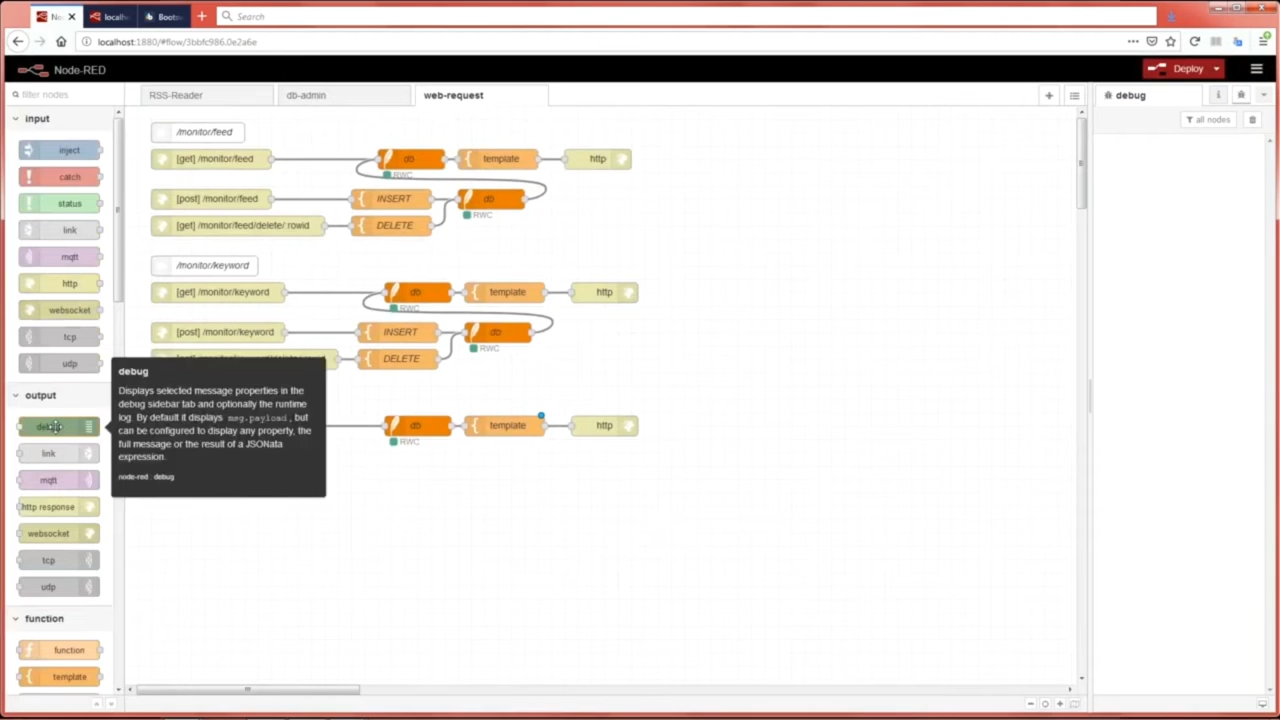 No
localh
Boots
Search
localhost:1880/#flow/3bbfc986.0e2a6e
Node-RED
Deploy
filter nodes
RSS-Reader
db-admin
web-request
debug
all nodes
input
inject
catch
status
link
mqtt
http
websocket
tcp
udp
output
link
mqtt
http response
websocket
tcp
udp
function
function
template
/monitor/feed
[get] /monitor/feed
db
RWC
template
http
[post] /monitor/feed
INSERT
db
RWC
[get] /monitor/feed/delete/:rowid
DELETE
/monitor/keyword
[get] /monitor/keyword
db
RWC
template
http
[post] /monitor/keyword
INSERT
db
RWC
DELETE
db
RWC
template
http
debug
Displays selected message properties in the
debug sidebar tab and optionally the runtime
log. By default it displays msg.payload, but
can be configured to display any property, the
full message or the result of a JSONata
expression.
node-red : debug